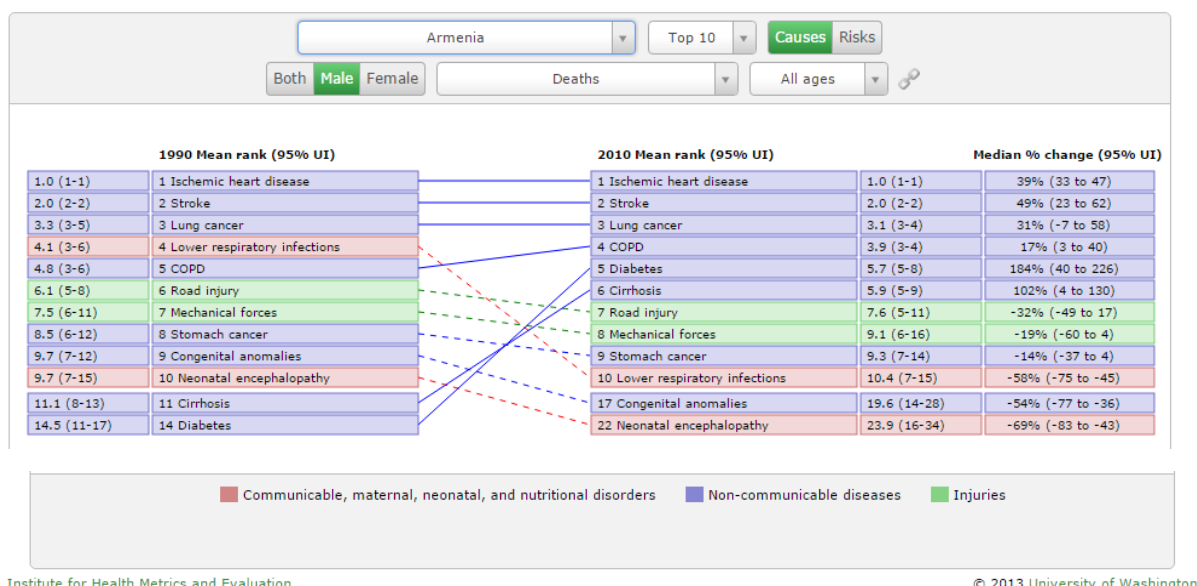 Armenia Top 10 Causes Risks
Both Male Female Deaths All ages
1990 Mean rank (95% UI) 2010 Mean rank (95% UI) Median % change (95% UI)
1.0 (1-1) 1 Ischemic heart disease 1 Ischemic heart disease 1.0 (1-1) 39% (33 to 47)
2.0 (2-2) 2 Stroke 2 Stroke 2.0 (2-2) 49% (23 to 62)
3.3 (3-5) 3 Lung cancer 3 Lung cancer 3.1 (3-4) 31% (-7 to 58)
4.1 (3-6) 4 Lower respiratory infections 4 COPD 3.9 (3-4) 17% (3 to 40)
4.8 (3-6) 5 COPD 5 Diabetes 5.7 (5-8) 184% (40 to 226)
6.1 (5-8) 6 Road injury 6 Cirrhosis 5.9 (5-9) 102% (4 to 130)
7.5 (6-11) 7 Mechanical forces 7 Road injury 7.6 (5-11) -32% (-49 to 17)
8.5 (6-12) 8 Stomach cancer 8 Mechanical forces 9.1 (6-16) -19% (-60 to 4)
9.7 (7-12) 9 Congenital anomalies 9 Stomach cancer 9.3 (7-14) -14% (-37 to 4)
9.7 (7-15) 10 Neonatal encephalopathy 10 Lower respiratory infections 10.4 (7-15) -58% (-75 to -45)
11.1 (8-13) 11 Cirrhosis 17 Congenital anomalies 19.6 (14-28) -54% (-77 to -36)
14.5 (11-17) 14 Diabetes 22 Neonatal encephalopathy 23.9 (16-34) -69% (-83 to -43)
Communicable, maternal, neonatal, and nutritional disorders Non-communicable diseases Injuries
Institute for Health Metrics and Evaluation © 2013 University of Washington